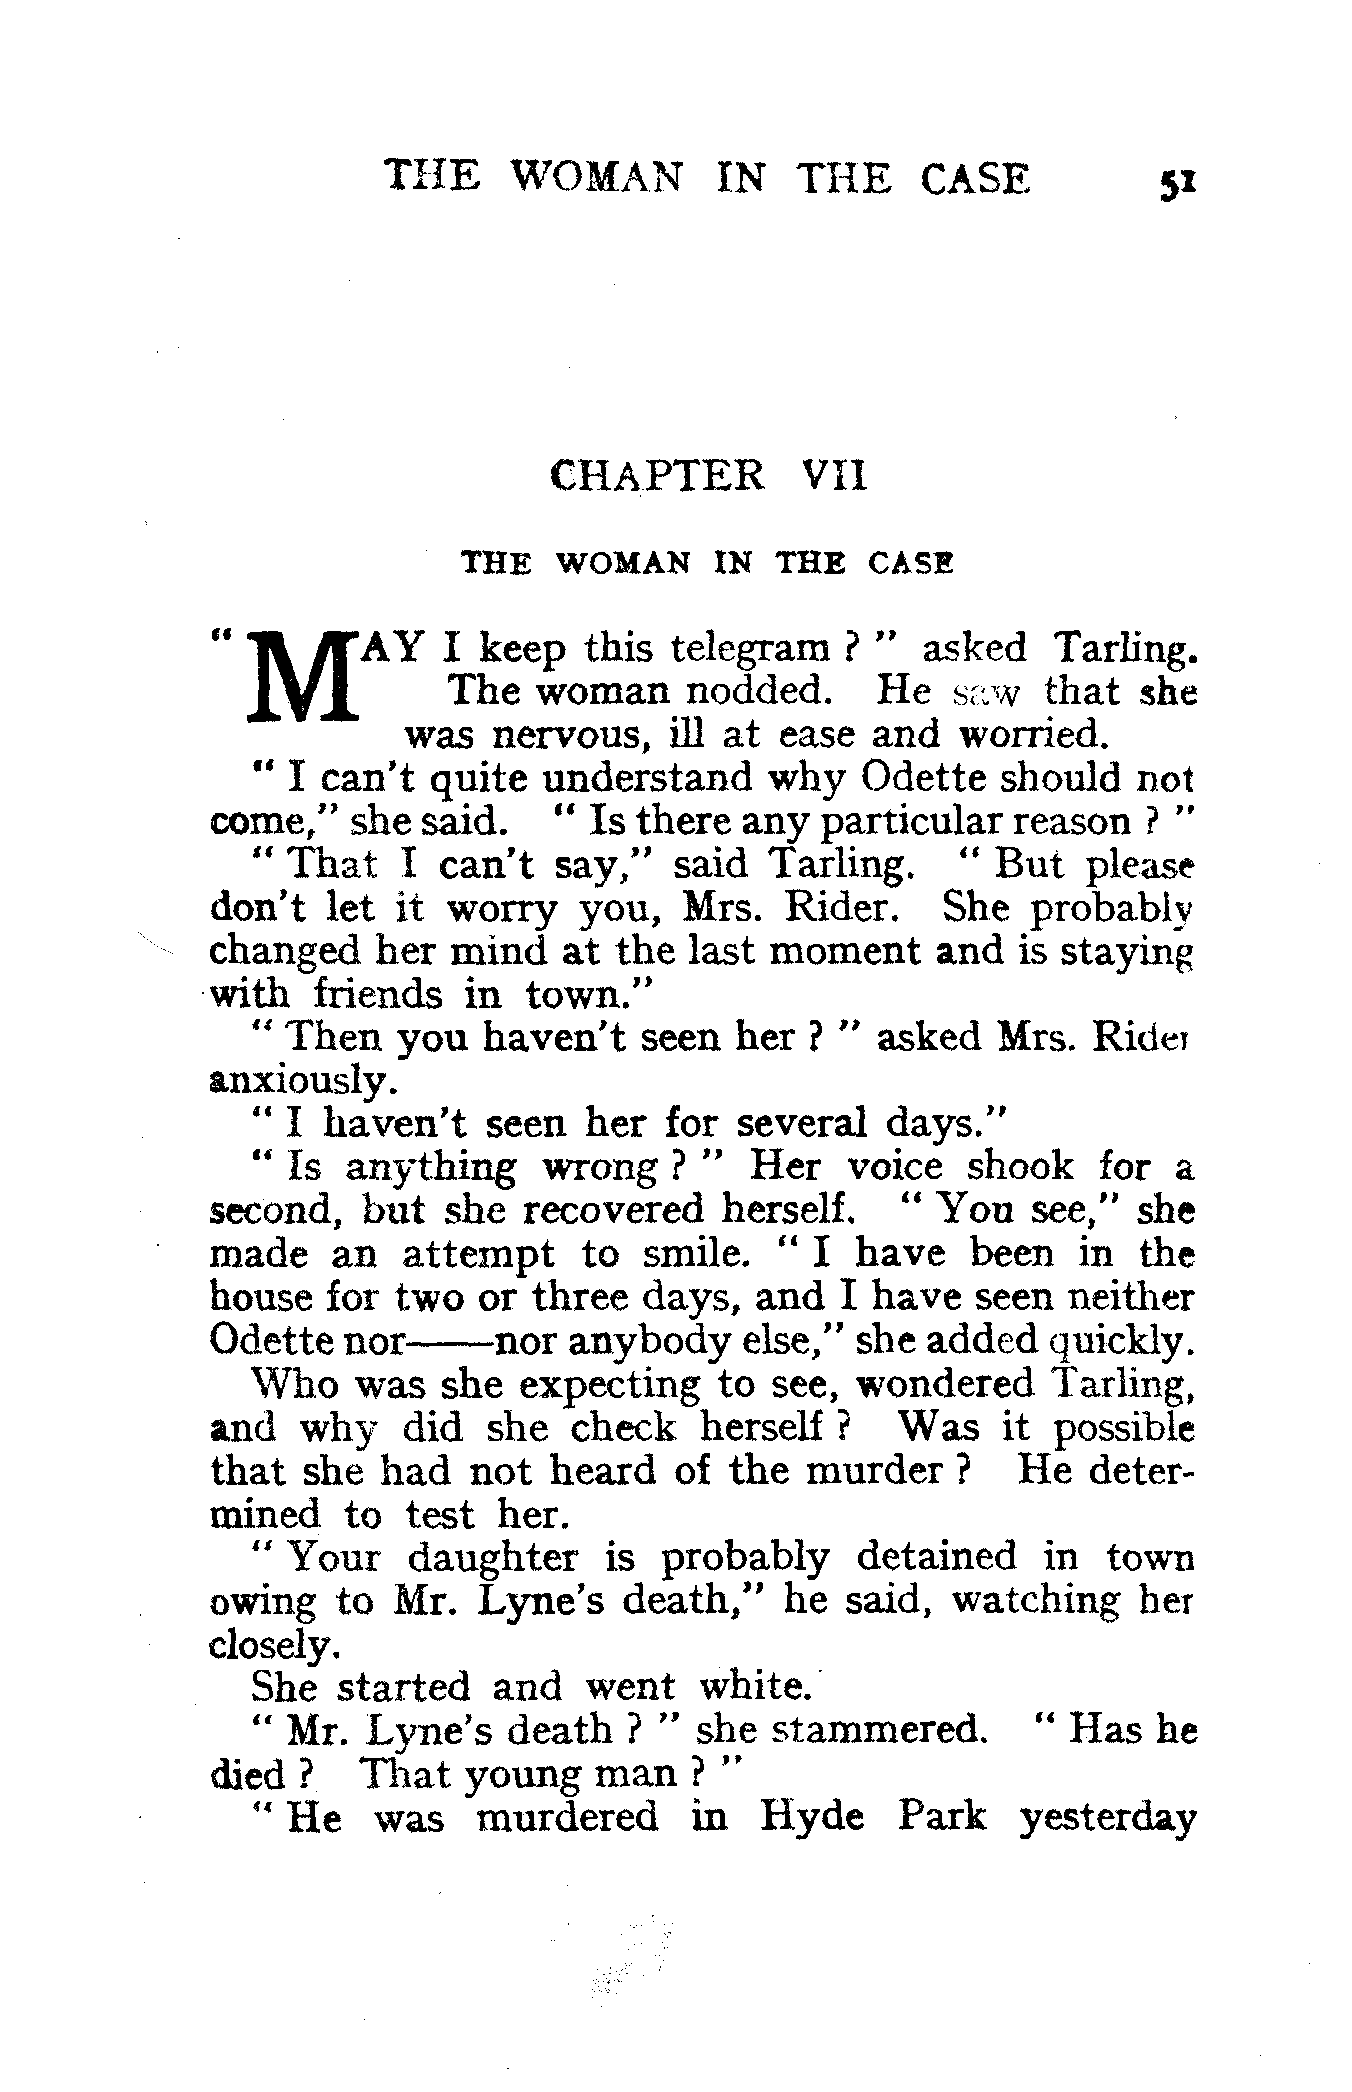 THE WOMAN IN THE CASE 51
CHAPTER VII
THE WOMAN IN THE CASE
" MAY I keep this telegram ? " asked Tarling.
The woman nodded. He saw that she
was nervous, ill at ease and worried.
" I can't quite understand why Odette should not
come," she said. " Is there any particular reason ? "
" That I can't say," said Tarling. " But please
don't let it worry you, Mrs. Rider. She probably
changed her mind at the last moment and is staying
with friends in town."
" Then you haven't seen her ? " asked Mrs. Rider
anxiously.
" I haven't seen her for several days."
" Is anything wrong ? " Her voice shook for a
second, but she recovered herself. " You see," she
made an attempt to smile. " I have been in the
house for two or three days, and I have seen neither
Odette nor——nor anybody else," she added quickly.
Who was she expecting to see, wondered Tarling,
and why did she check herself ? Was it possible
that she had not heard of the murder ? He deter-
mined to test her.
" Your daughter is probably detained in town
owing to Mr. Lyne's death," he said, watching her
closely.
She started and went white.
" Mr. Lyne's death ? " she stammered. " Has he
died ? That young man ? "
" He was murdered in Hyde Park yesterday